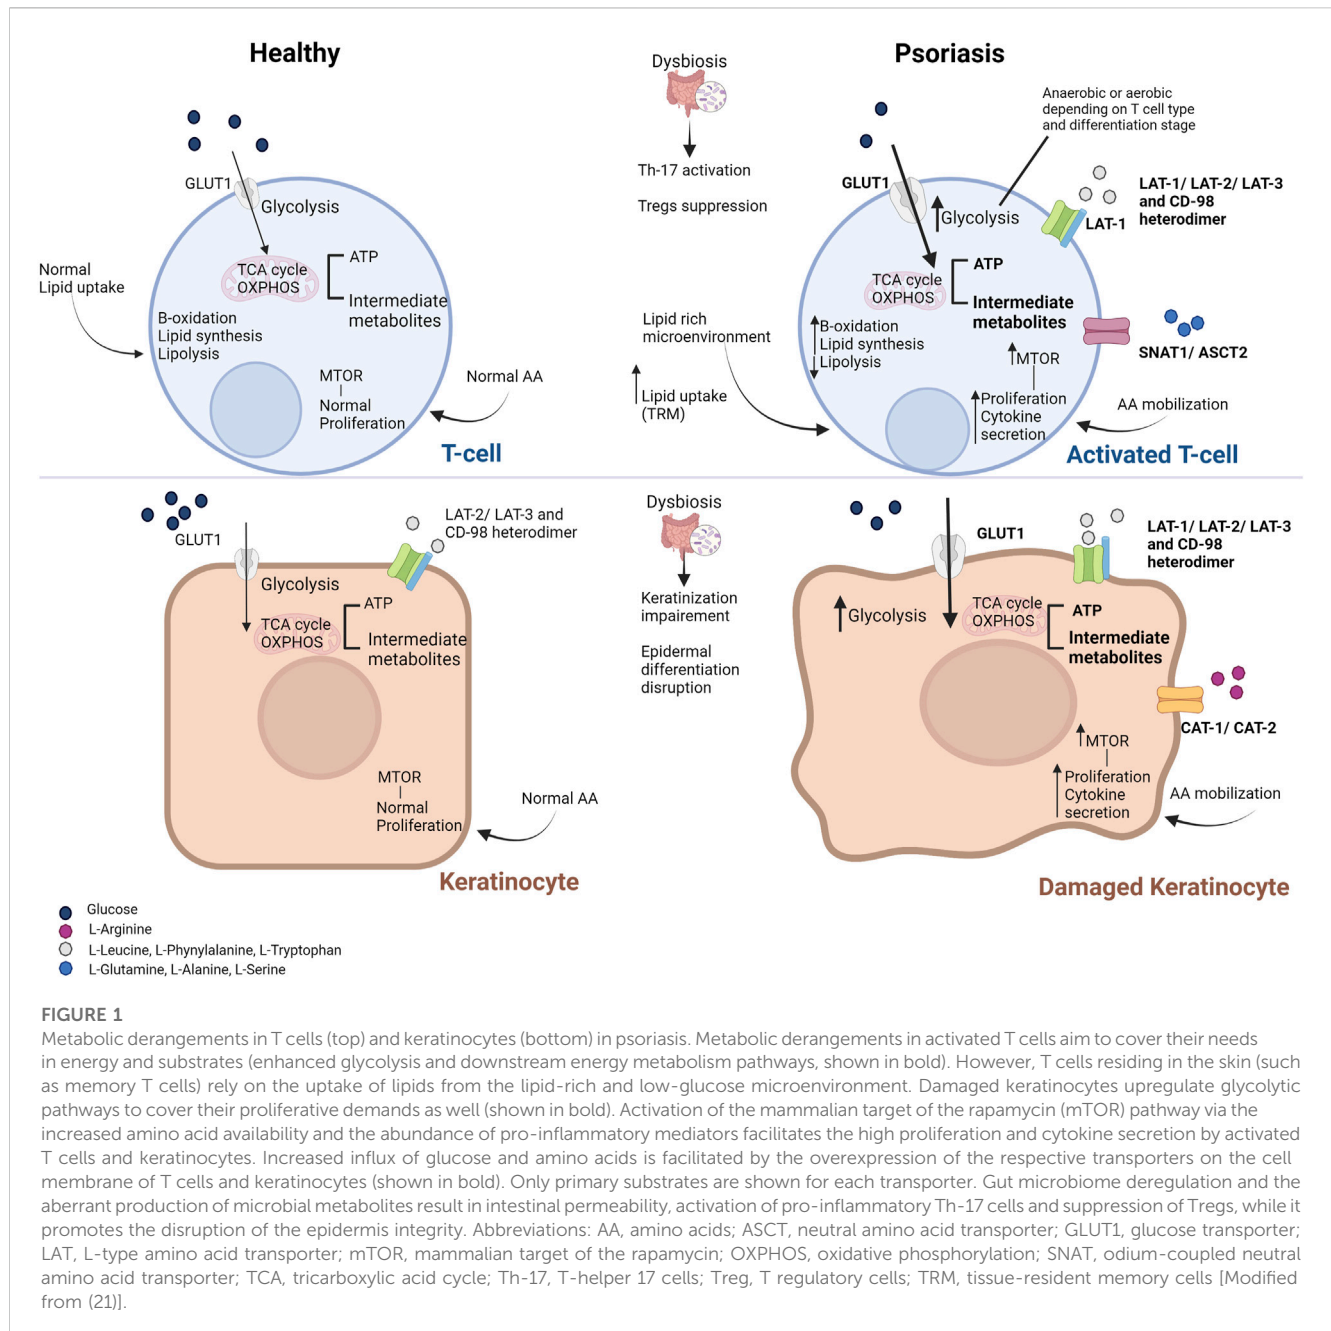 Healthy
Psoriasis
Dysbiosis
Th-17 activation
Tregs suppression
Lipid rich
microenvironment
Lipid uptake
(TRM)
GLUT1
Glycolysis
TCA cycle
OXPHOS
ATP
Intermediate
metabolites
Normal
Lipid uptake
B-oxidation
Lipid synthesis
Lipolysis
MTOR
Normal
Proliferation
Normal AA
T-cell
Anaerobic or aerobic
depending on T cell type
and differentiation stage
GLUT1
Glycolysis
LAT-1
LAT-1/ LAT-2/ LAT-3
and CD-98
heterodimer
TCA cycle
OXPHOS
ATP
Intermediate
metabolites
B-oxidation
Lipid synthesis
Lipolysis
SNAT1/ ASCT2
MTOR
Proliferation
Cytokine
secretion
AA mobilization
Activated T-cell
GLUT1
LAT-2/ LAT-3 and
CD-98 heterodimer
Glycolysis
TCA cycle
OXPHOS
ATP
Intermediate
metabolites
MTOR
Normal
Proliferation
Normal AA
Keratinocyte
Dysbiosis
Keratinization
impairement
Epidermal
differentiation
disruption
GLUT1
LAT-1/ LAT-2/ LAT-3
and CD-98
heterodimer
Glycolysis
TCA cycle
OXPHOS
ATP
Intermediate
metabolites
CAT-1/ CAT-2
MTOR
Proliferation
Cytokine
secretion
AA mobilization
Damaged Keratinocyte
Glucose
L-Arginine
L-Leucine, L-Phynylalanine, L-Tryptophan
L-Glutamine, L-Alanine, L-Serine
FIGURE 1
Metabolic derangements in T cells (top) and keratinocytes (bottom) in psoriasis. Metabolic derangements in activated T cells aim to cover their needs
in energy and substrates (enhanced glycolysis and downstream energy metabolism pathways, shown in bold). However, T cells residing in the skin (such
as memory T cells) rely on the uptake of lipids from the lipid-rich and low-glucose microenvironment. Damaged keratinocytes upregulate glycolytic
pathways to cover their proliferative demands as well (shown in bold). Activation of the mammalian target of the rapamycin (mTOR) pathway via the
increased amino acid availability and the abundance of pro-inflammatory mediators facilitates the high proliferation and cytokine secretion by activated
T cells and keratinocytes. Increased influx of glucose and amino acids is facilitated by the overexpression of the respective transporters on the cell
membrane of T cells and keratinocytes (shown in bold). Only primary substrates are shown for each transporter. Gut microbiome deregulation and the
aberrant production of microbial metabolites result in intestinal permeability, activation of pro-inflammatory Th-17 cells and suppression of Tregs, while it
promotes the disruption of the epidermis integrity. Abbreviations: AA, amino acids; ASCT, neutral amino acid transporter; GLUT1, glucose transporter;
LAT, L-type amino acid transporter; mTOR, mammalian target of the rapamycin; OXPHOS, oxidative phosphorylation; SNAT, odium-coupled neutral
amino acid transporter; TCA, tricarboxylic acid cycle; Th-17, T-helper 17 cells; Treg, T regulatory cells; TRM, tissue-resident memory cells [Modified
from (21)].